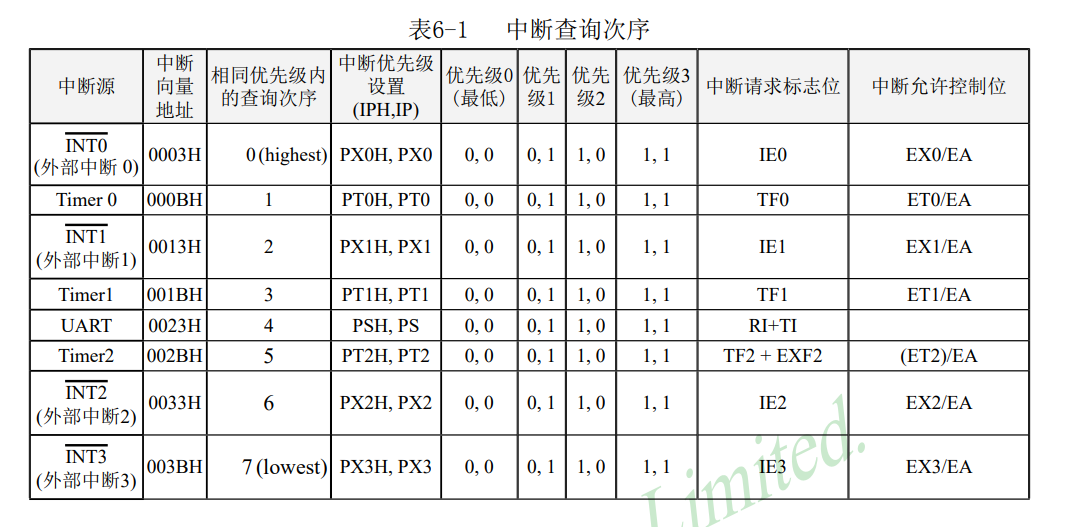 表6-1 中断查询次序
中断源 中断向量地址 相同优先级内的查询次序 中断优先级设置(IPH,IP) 优先级0(最低) 优先级1 优先级2 优先级3(最高) 中断请求标志位 中断允许控制位
INT0(外部中断 0) 0003H 0(highest) PX0H, PX0 0, 0 0, 1 1, 0 1, 1 IE0 EX0/EA
Timer 0 000BH 1 PT0H, PT0 0, 0 0, 1 1, 0 1, 1 TF0 ET0/EA
INT1(外部中断1) 0013H 2 PX1H, PX1 0, 0 0, 1 1, 0 1, 1 IE1 EX1/EA
Timer1 001BH 3 PT1H, PT1 0, 0 0, 1 1, 0 1, 1 TF1 ET1/EA
UART 0023H 4 PSH, PS 0, 0 0, 1 1, 0 1, 1 RI+TI
Timer2 002BH 5 PT2H, PT2 0, 0 0, 1 1, 0 1, 1 TF2 + EXF2 (ET2)/EA
INT2(外部中断2) 0033H 6 PX2H, PX2 0, 0 0, 1 1, 0 1, 1 IE2 EX2/EA
INT3(外部中断3) 003BH 7 (lowest) PX3H, PX3 0, 0 0, 1 1, 0 1, 1 IE3 EX3/EA
Limited.